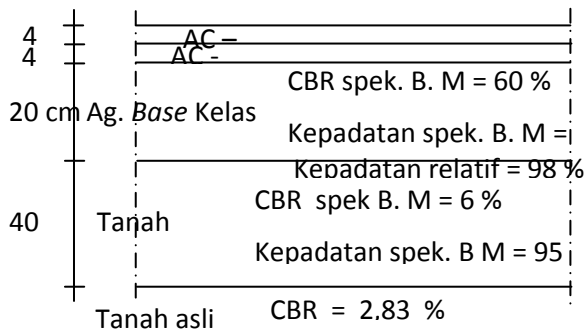 4
AC –
4
AC -
CBR spek. B. M = 60 %
20 cm Ag. Base Kelas
Kepadatan spek. B. M =
Kepadatan relatif = 98 %
CBR spek B. M = 6 %
40 Tanah
Kepadatan spek. B M = 95
CBR = 2,83 %
Tanah asli